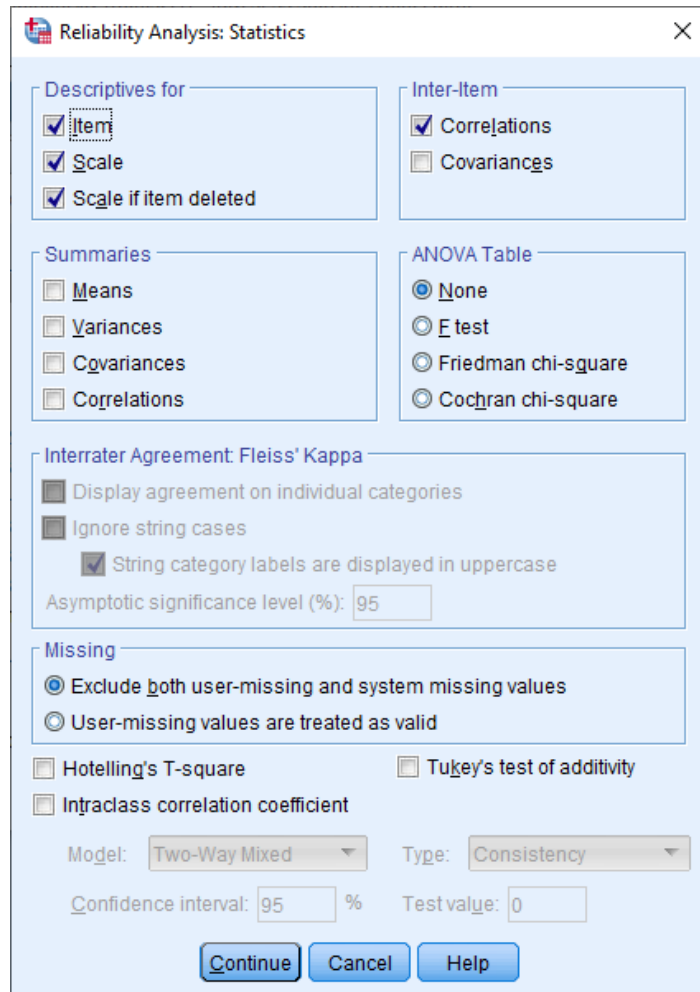 Reliability Analysis: Statistics
Descriptives for
Item
Scale
Scale if item deleted
Inter-Item
Correlations
Covariances
Summaries
Means
Variances
Covariances
Correlations
ANOVA Table
None
F test
Friedman chi-square
Cochran chi-square
Interrater Agreement: Fleiss' Kappa
Display agreement on individual categories
Ignore string cases
String category labels are displayed in uppercase
Asymptotic significance level (%): 95
Missing
Exclude both user-missing and system missing values
User-missing values are treated as valid
Hotelling's T-square Tukey's test of additivity
Intraclass correlation coefficient
Model: Two-Way Mixed Type: Consistency
Confidence interval: 95 % Test value: 0
Continue Cancel Help